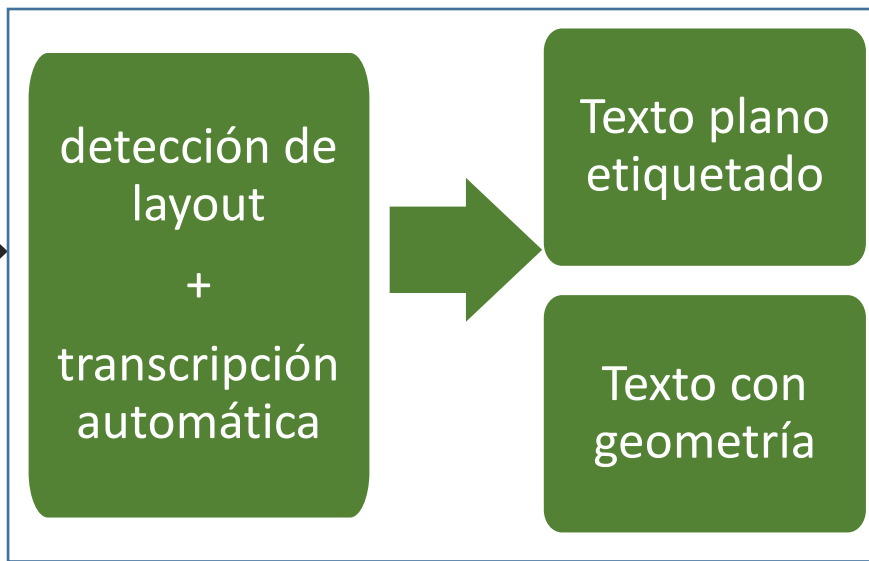 detección de
layout
+
transcripción
automática
Texto plano
etiquetado
Texto con
geometría